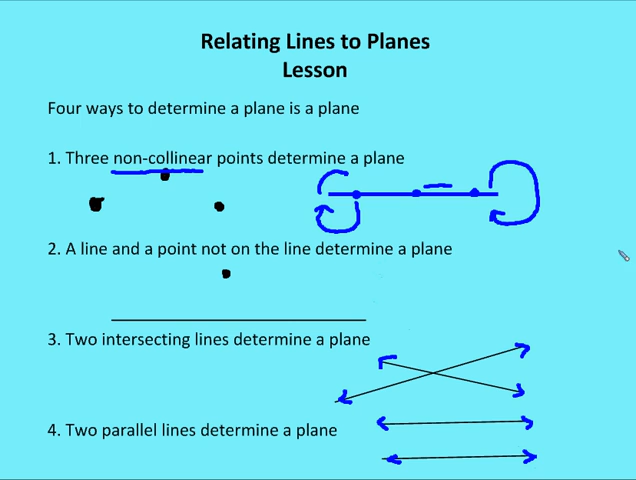 Relating Lines to Planes
Lesson
Four ways to determine a plane is a plane
1. Three non-collinear points determine a plane
2. A line and a point not on the line determine a plane
3. Two intersecting lines determine a plane
4. Two parallel lines determine a plane